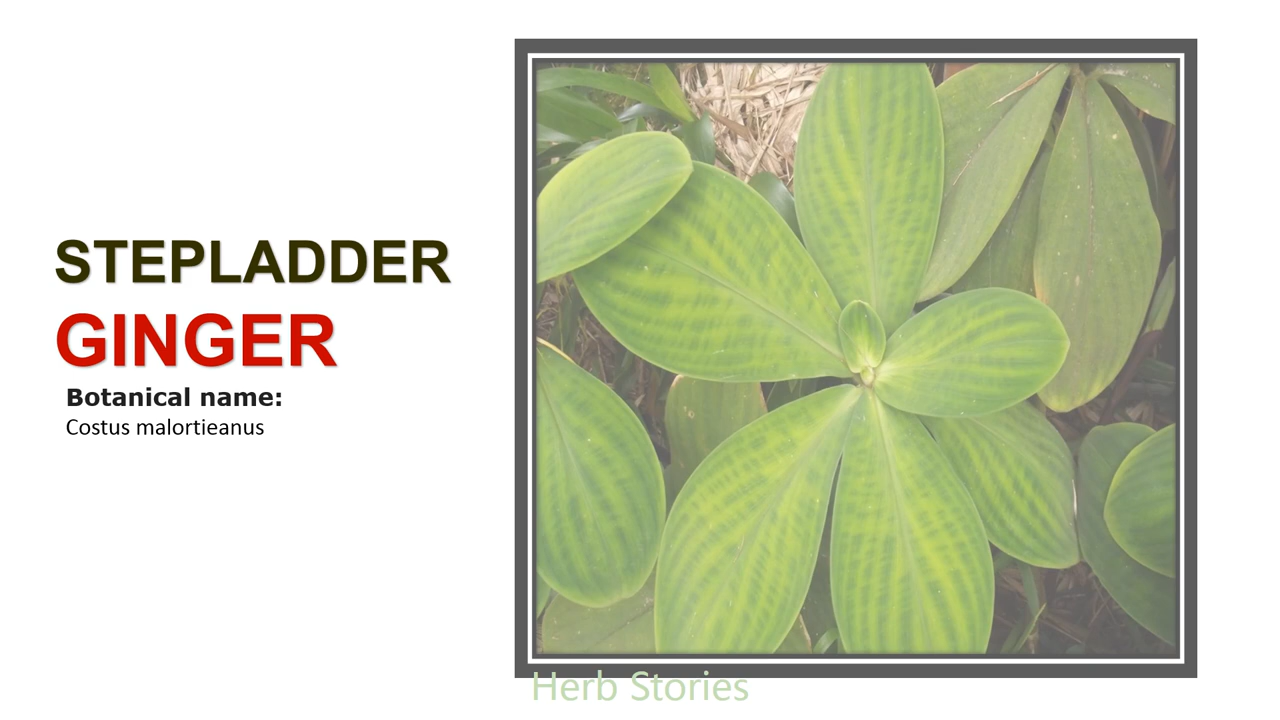 STEPLADDER
GINGER
Botanical name:
Costus malortieanus
Herb Stories